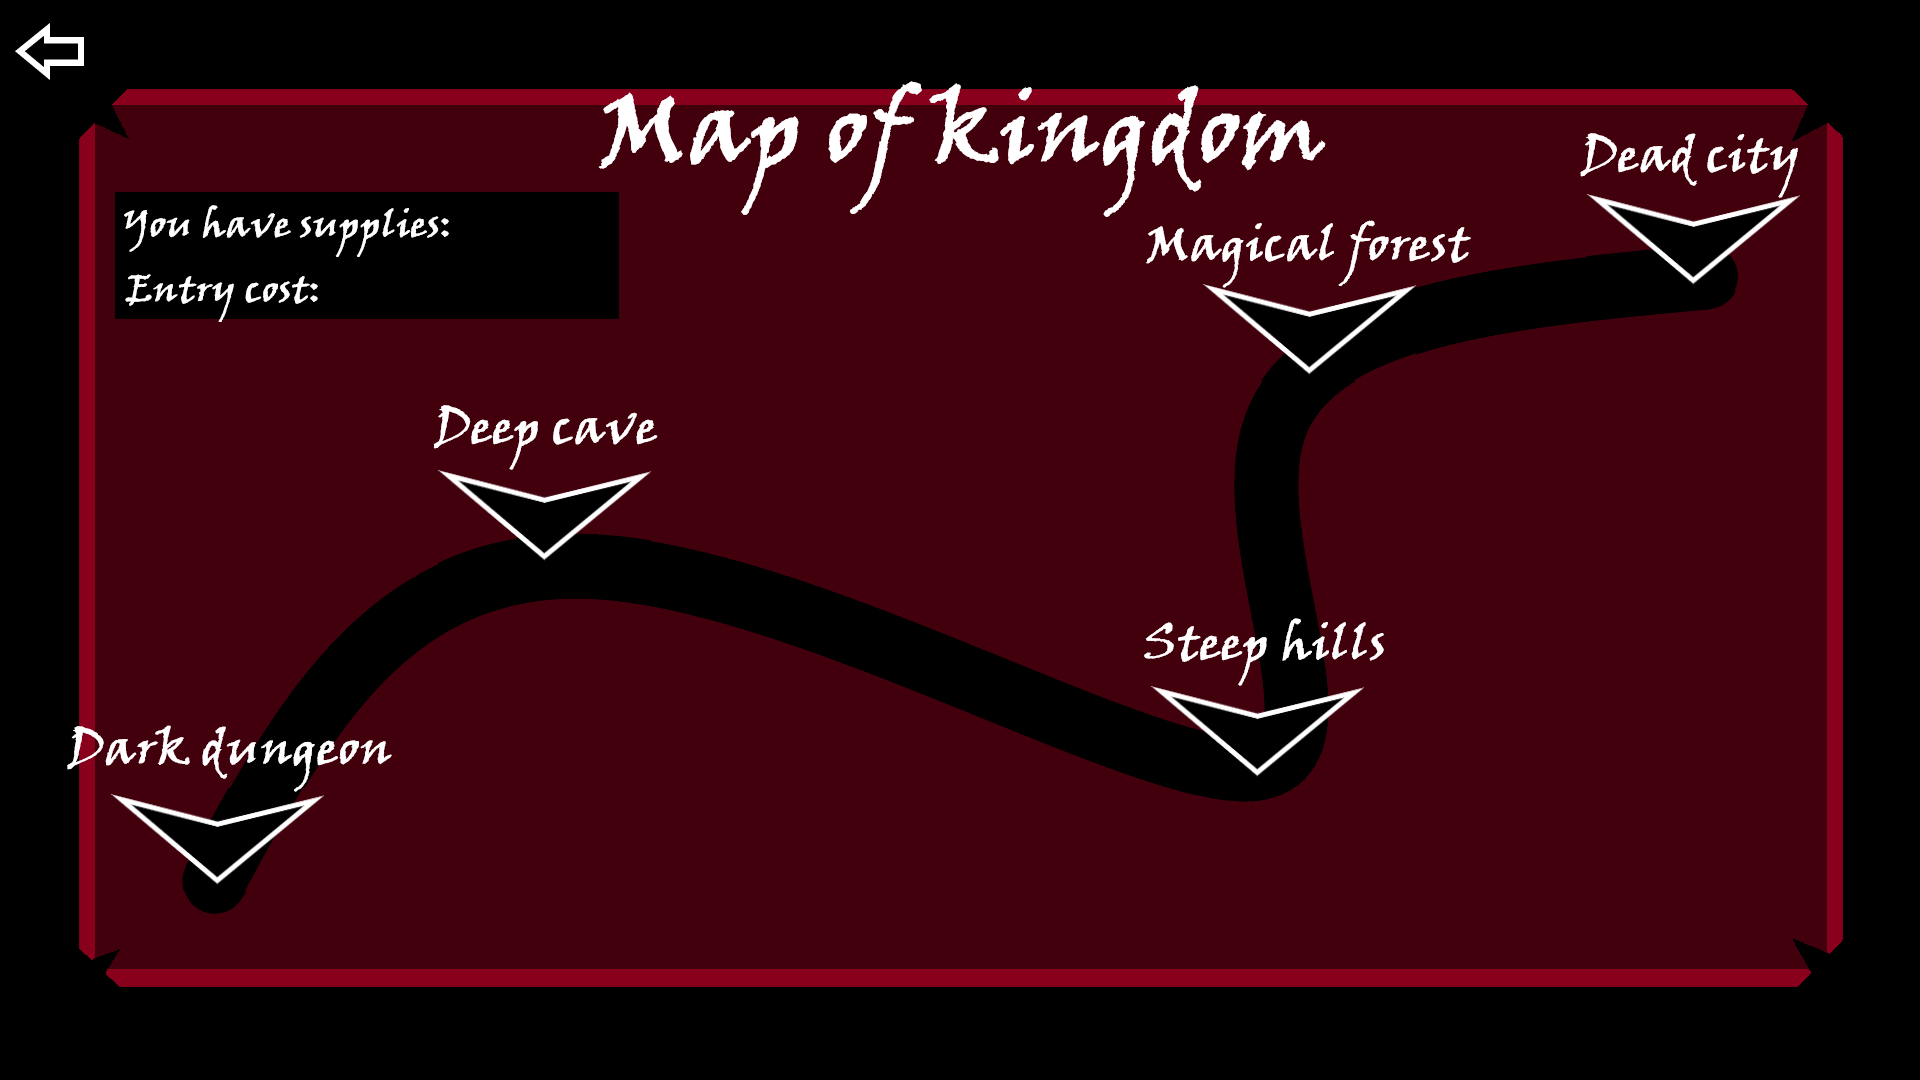 Map of kingdom
Dead city
You have supplies:
Magical forest
Entry cost:
Deep cave
Steep hills
Dark dungeon